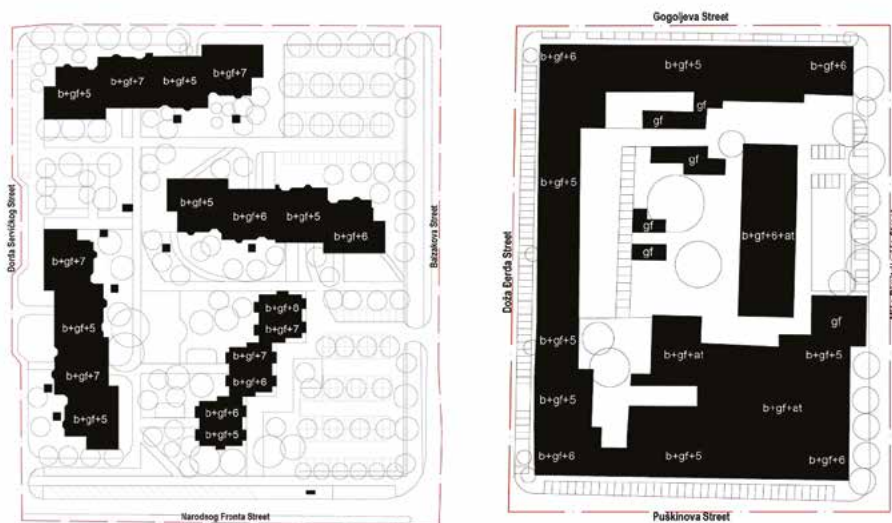 b+gf+5
b+gf+7
b+gf+5
b+gf+7
b+gf+5
b+gf+6
b+gf+5
b+gf+6
b+gf+7
b+gf+5
b+gf+7
b+gf+5
b+gf+6
b+gf+7
b+gf+7
b+gf+6
b+gf+6
b+gf+5
Đorđa Servickog Street
Balzakova Street
Narodsog Fronta Street
Gogoljeva Street
b+gf+6
b+gf+5
b+gf+6
gf
gf
gf
gf
gf
b+gf+5
b+gf+6+at
gf
b+gf+5
b+gf+at
b+gf+5
b+gf+5
b+gf+at
b+gf+6
b+gf+5
b+gf+6
Doža Đerđa Street
Puškinova Street